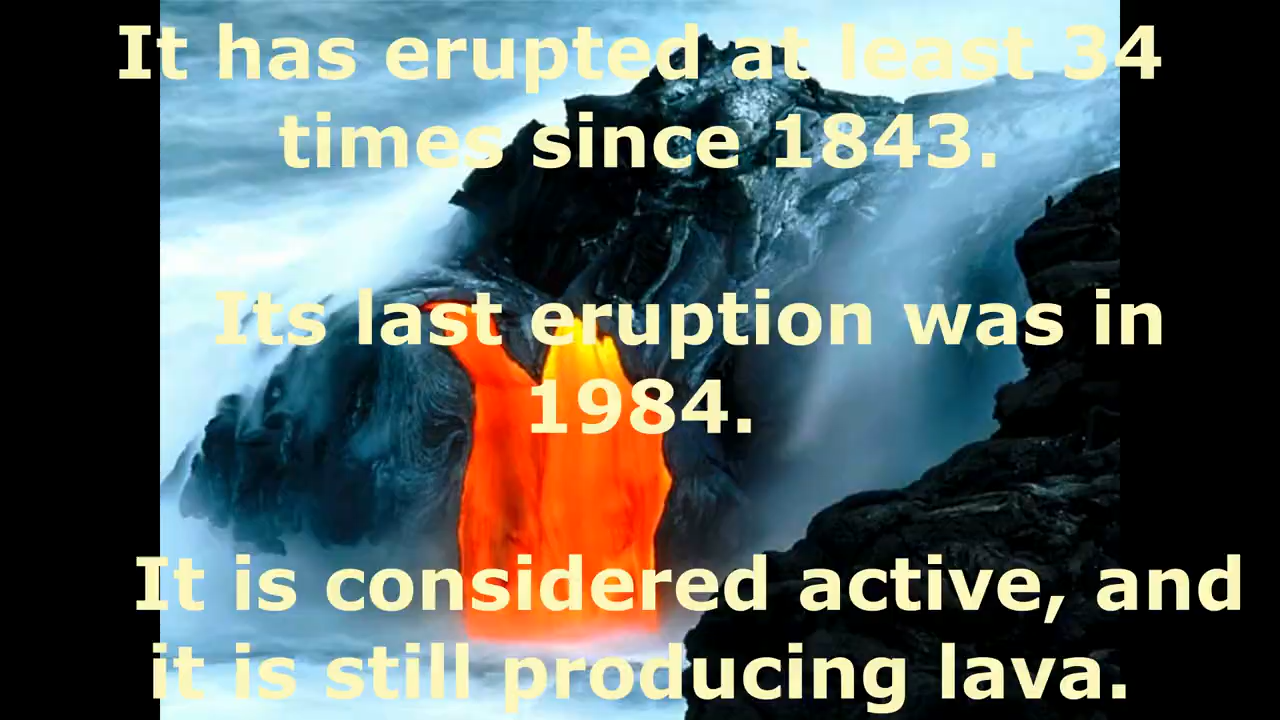 It has erupted at least 34
times since 1843.
Its last eruption was in
1984.
It is considered active, and
it is still producing lava.